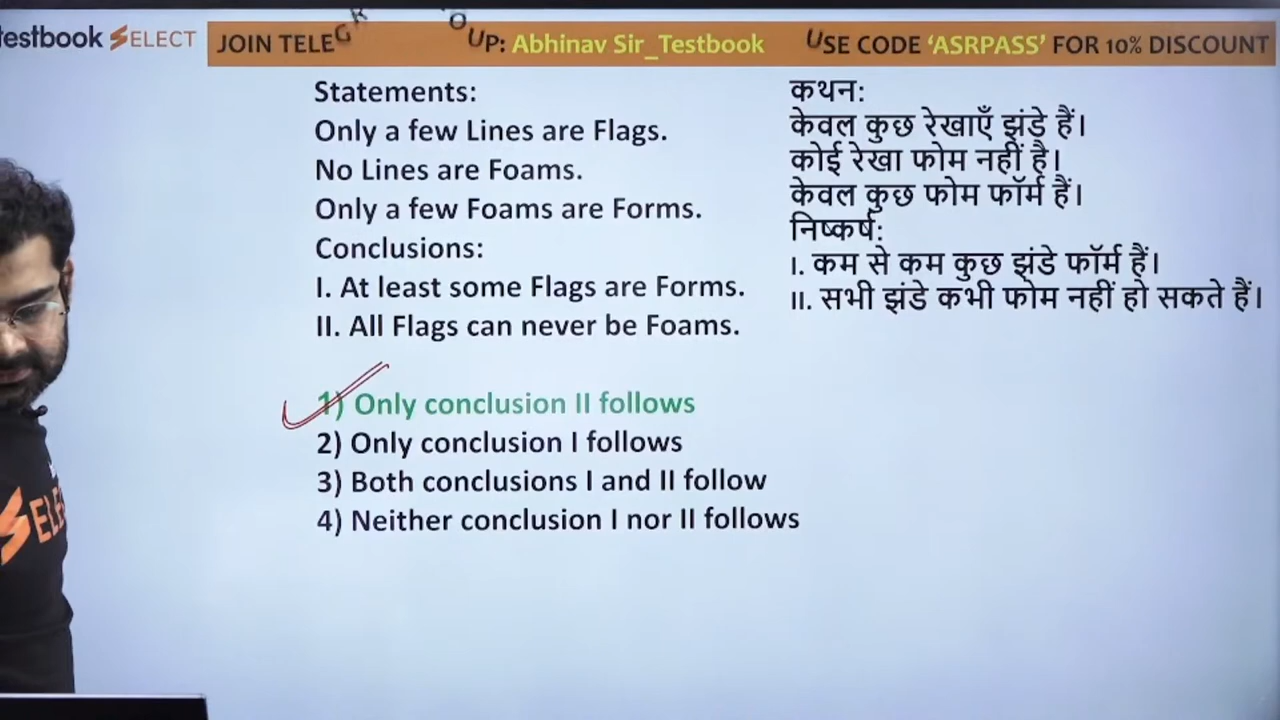 testbook SELECT
JOIN TELEGROUP: Abhinav Sir_Testbook
USE CODE ‘ASRPASS’ FOR 10% DISCOUNT
Statements:
Only a few Lines are Flags.
No Lines are Foams.
Only a few Foams are Forms.
Conclusions:
I. At least some Flags are Forms.
II. All Flags can never be Foams.
1) Only conclusion II follows
2) Only conclusion I follows
3) Both conclusions I and II follow
4) Neither conclusion I nor II follows
कथन:
केवल कुछ रेखाएँ झंडे हैं।
कोई रेखा फोम नहीं है।
केवल कुछ फोम फॉर्म हैं।
निष्कर्ष:
I. कम से कम कुछ झंडे फॉर्म हैं।
II. सभी झंडे कभी फोम नहीं हो सकते हैं।
SELE